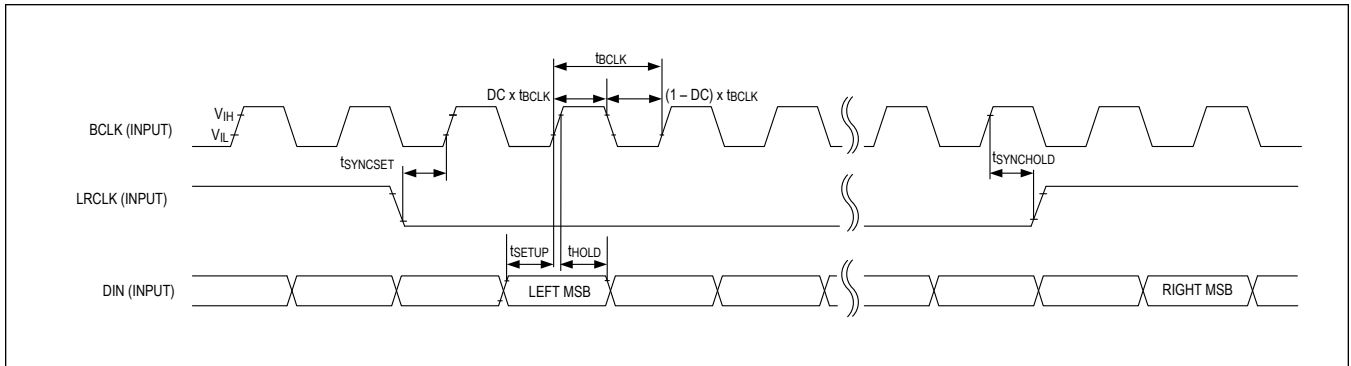 tBCLK
DC x tBCLK
(1 – DC) x tBCLK
VIH
VIL
BCLK (INPUT)
tSYNCSET
tSYNCHOLD
LRCLK (INPUT)
tSETUP
tHOLD
DIN (INPUT)
LEFT MSB
RIGHT MSB